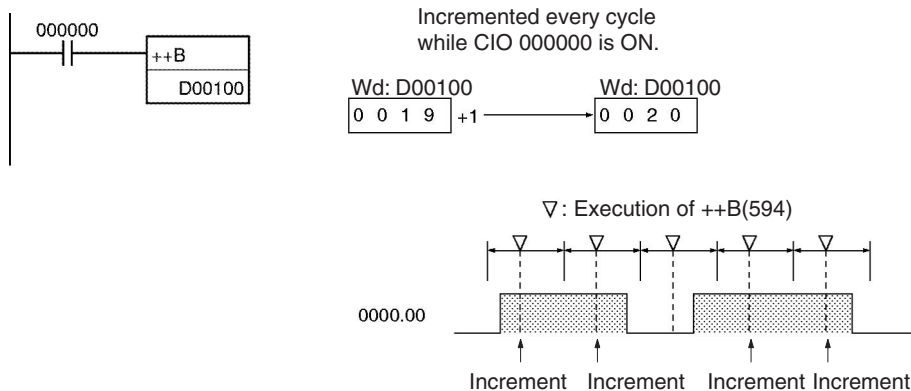 000000
++B
D00100
Incremented every cycle
while CIO 000000 is ON.
Wd: D00100 Wd: D00100
0 0 1 9 +1 0 0 2 0
▽: Execution of ++B(594)
0000.00
Increment Increment Increment Increment